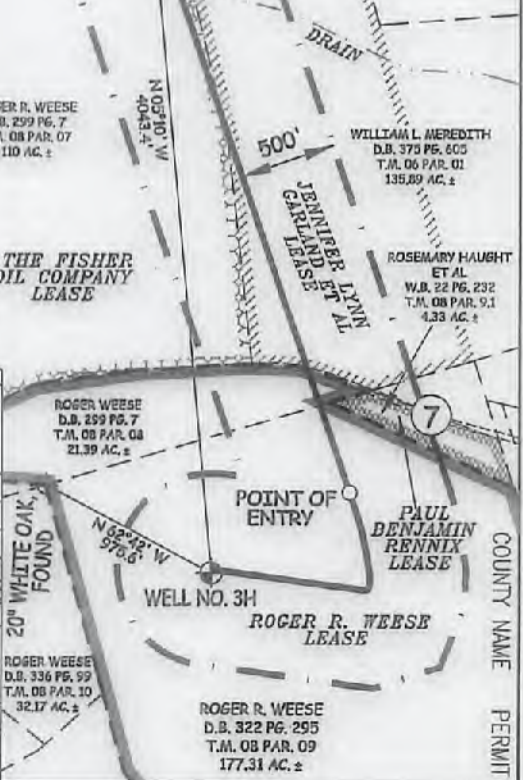 DRAIN
ER R. WEESE
B. 299 PG. 7
. 08 PAR. 07
110 AC. ±
N 05°10' W
4043.4'
500'
WILLIAM L. MEREDITH
D.B. 375 PG. 605
T.M. 06 PAR. 01
135.89 AC. ±
JENNIFER LYNN
GARLAND ET AL
LEASE
THE FISHER
OIL COMPANY
LEASE
ROSEMARY HAUGHT
ET AL
W.B. 22 PG. 232
T.M. 08 PAR. 9.1
4.33 AC. ±
7
ROGER WEESE
D.B. 299 PG. 7
T.M. 08 PAR. 08
21.39 AC. ±
POINT OF
ENTRY
PAUL
BENJAMIN
RENNIX
LEASE
20" WHITE OAK,
FOUND
N 62°42' W
WELL NO. 3H
ROGER R. WEESE
LEASE
COUNTY NAME
PERMIT
ROGER WEESE
D.B. 336 PG. 99
T.M. 08 PAR. 10
32.17 AC. ±
ROGER R. WEESE
D.B. 322 PG. 295
T.M. 08 PAR. 09
177.31 AC. ±